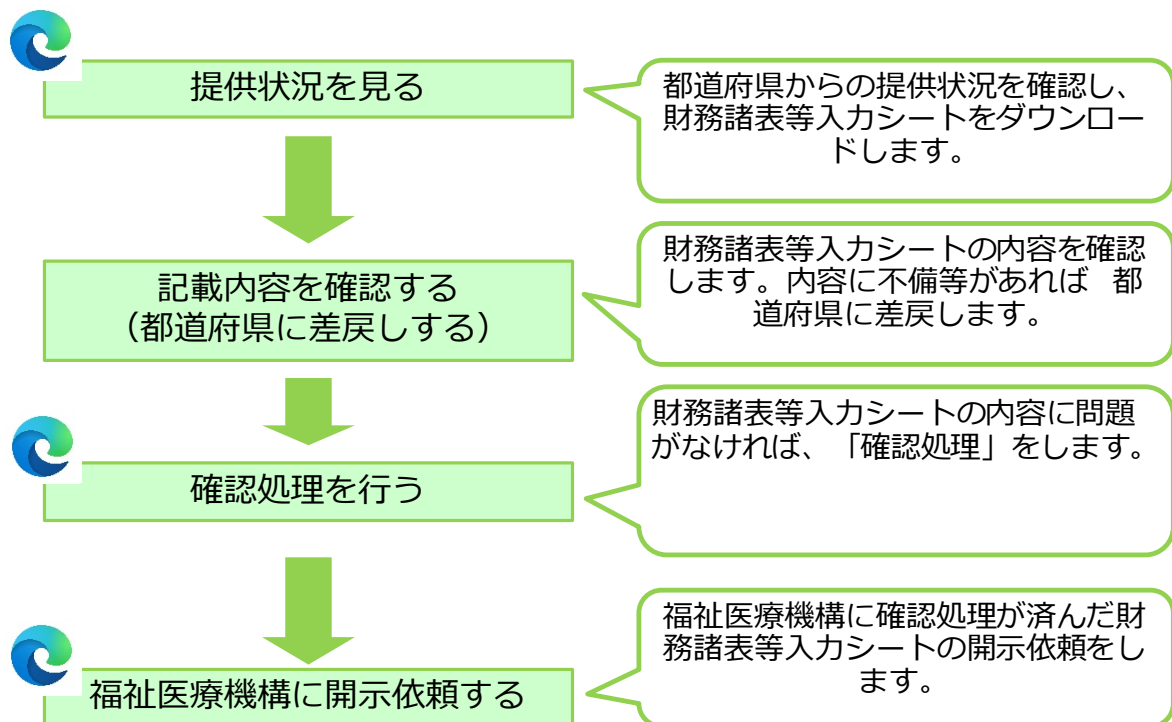 提供状況を見る
都道府県からの提供状況を確認し、
財務諸表等入力シートをダウンロー
ドします。
記載内容を確認する
（都道府県に差戻しする）
財務諸表等入力シートの内容を確認
します。内容に不備等があれば 都
道府県に差戻します。
確認処理を行う
財務諸表等入力シートの内容に問題
がなければ、「確認処理」をします。
福祉医療機構に開示依頼する
福祉医療機構に確認処理が済んだ財
務諸表等入力シートの開示依頼をし
ます。